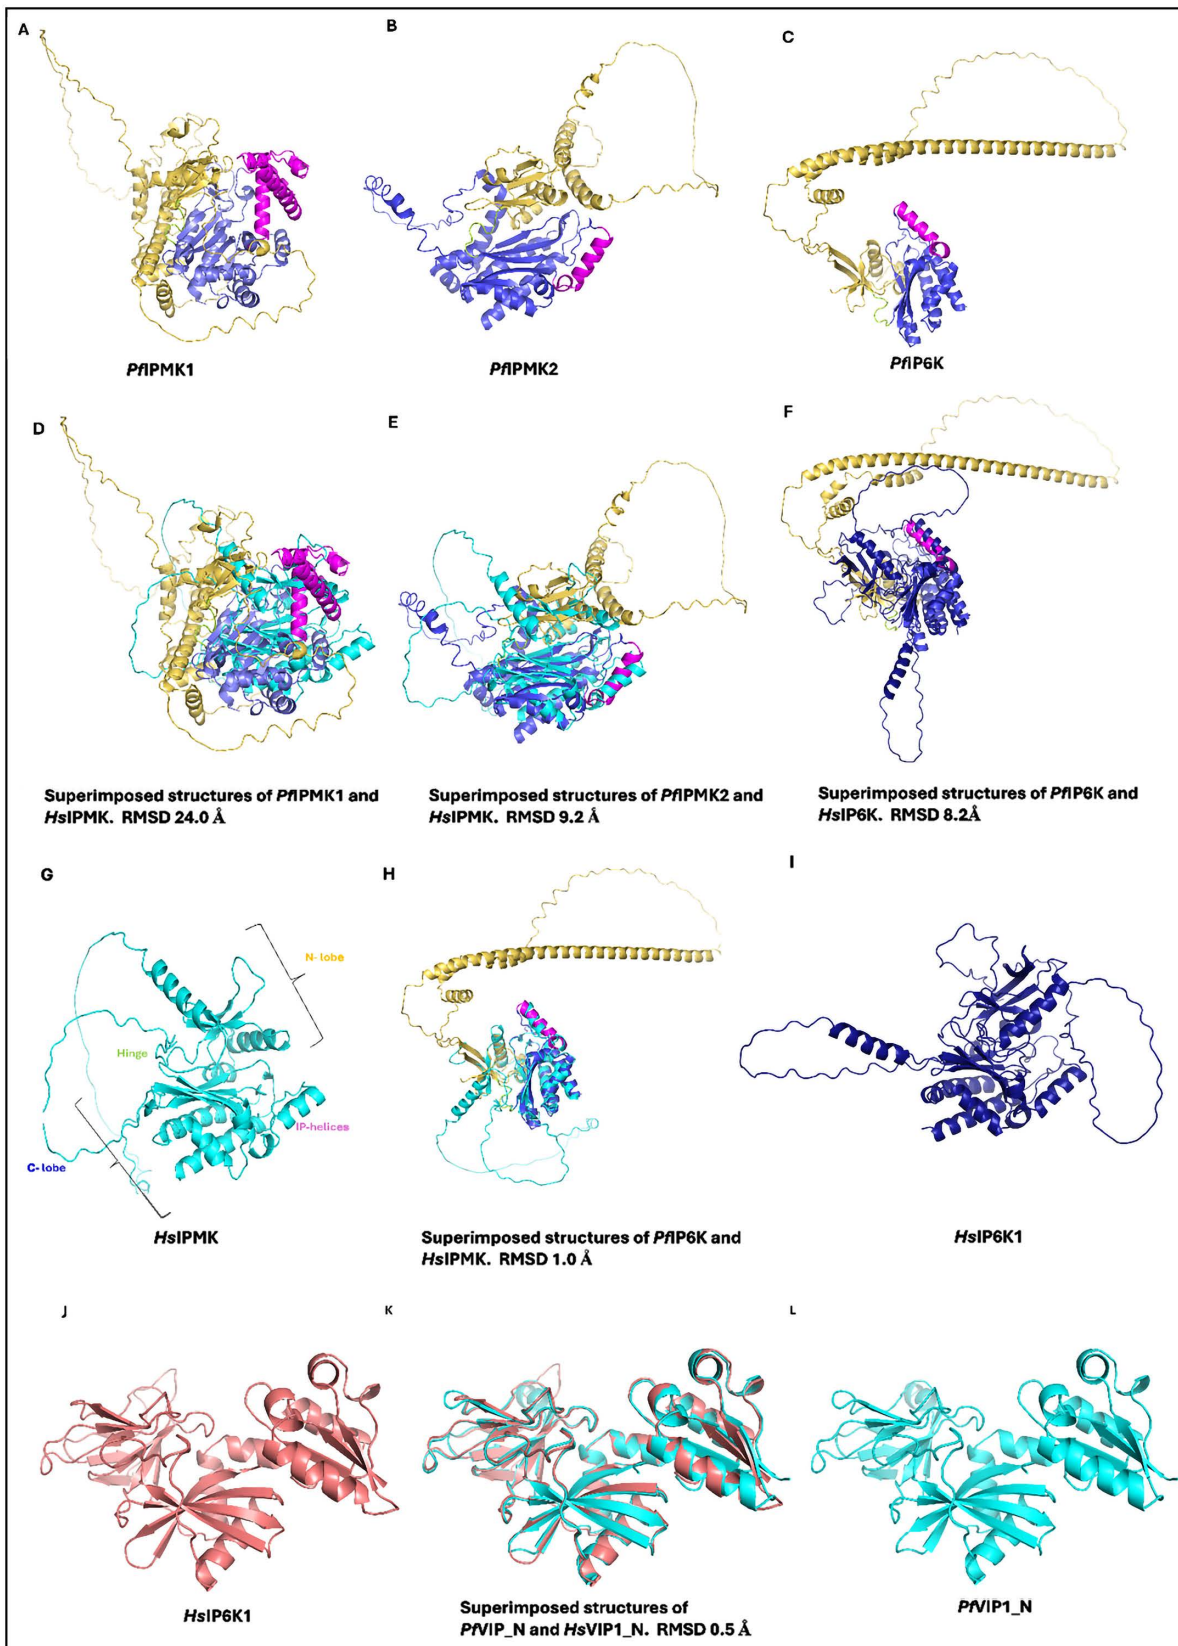 A
B
C
PfIPMK1
PfIPMK2
PfIP6K
D
E
F
Superimposed structures of PfIPMK1 and
HsIPMK. RMSD 24.0 Å
Superimposed structures of PfIPMK2 and
HsIPMK. RMSD 9.2 Å
Superimposed structures of PfIP6K and
HsIP6K. RMSD 8.2Å
G
H
I
N- lobe
Hinge
IP-helices
C- lobe
HsIPMK
Superimposed structures of PfIP6K and
HsIPMK. RMSD 1.0 Å
HsIP6K1
J
K
L
HsIP6K1
Superimposed structures of
PfVIP_N and HsVIP1_N. RMSD 0.5 Å
PfVIP1_N